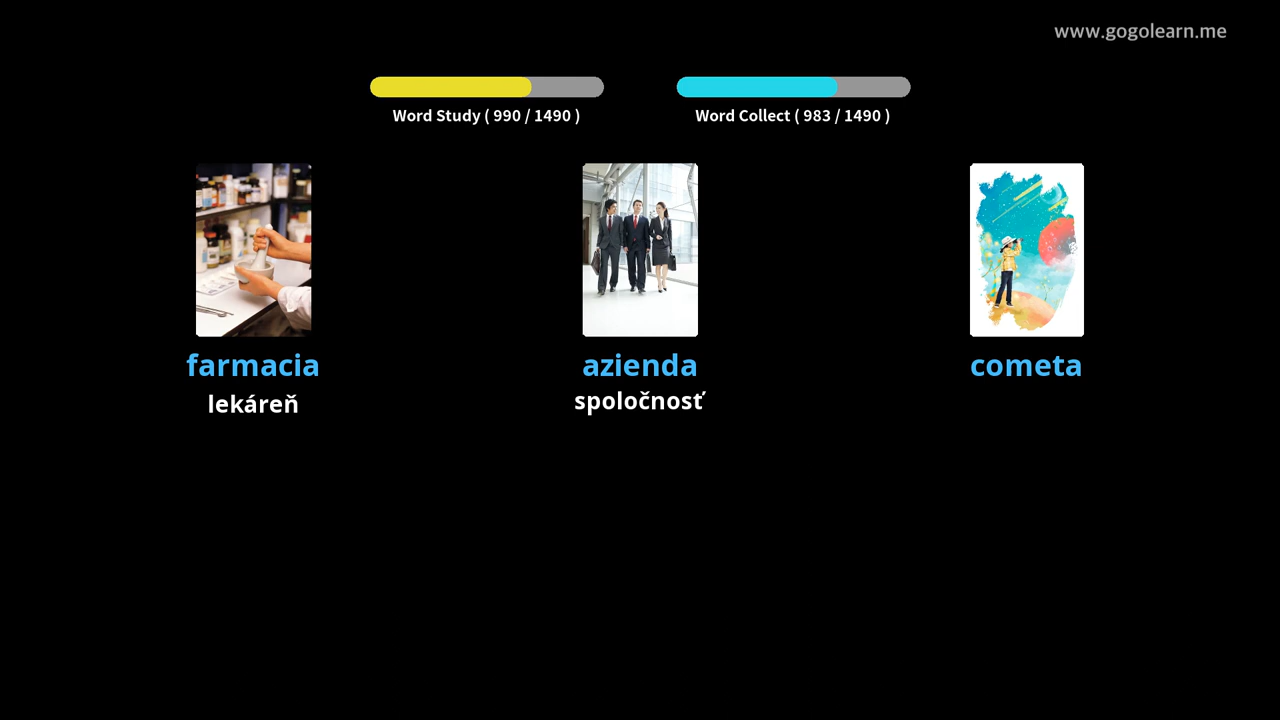 www.gogolearn.me
Word Study ( 990 / 1490 )
Word Collect ( 983 / 1490 )
farmacia
lekáreň
azienda
spoločnosť
cometa